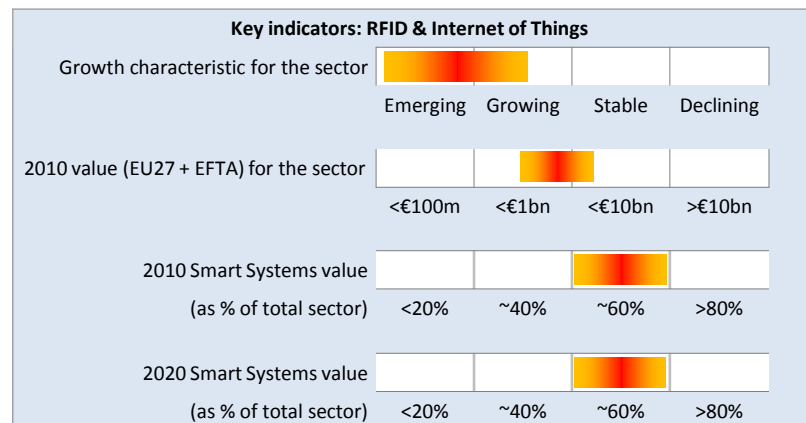 Key indicators: RFID & Internet of Things
Growth characteristic for the sector
Emerging Growing Stable Declining
2010 value (EU27 + EFTA) for the sector
<€100m <€1bn <€10bn >€10bn
2010 Smart Systems value
(as % of total sector) <20% ~40% ~60% >80%
2020 Smart Systems value
(as % of total sector) <20% ~40% ~60% >80%